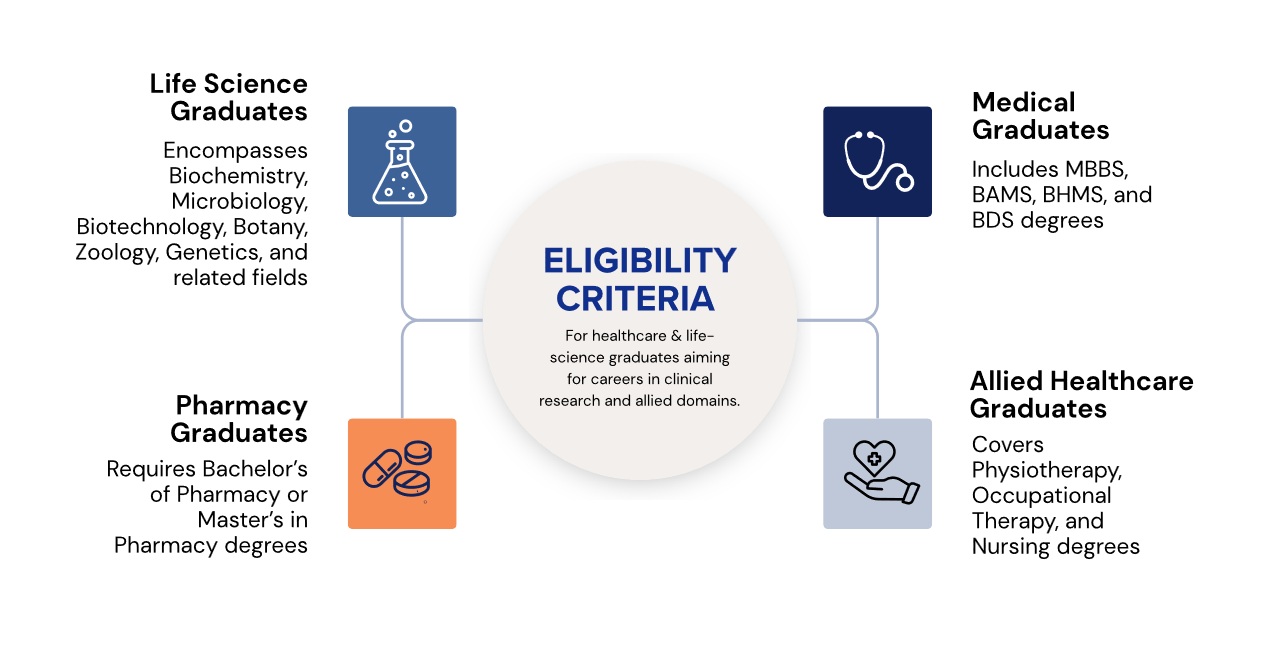 Life Science
Graduates
Encompasses
Biochemistry,
Microbiology,
Biotechnology, Botany,
Zoology, Genetics, and
related fields
Medical
Graduates
Includes MBBS,
BAMS, BHMS, and
BDS degrees
ELIGIBILITY
CRITERIA
For healthcare & life-
science graduates aiming
for careers in clinical
research and allied domains.
Pharmacy
Graduates
Requires Bachelor’s
of Pharmacy or
Master’s in
Pharmacy degrees
Allied Healthcare
Graduates
Covers
Physiotherapy,
Occupational
Therapy, and
Nursing degrees